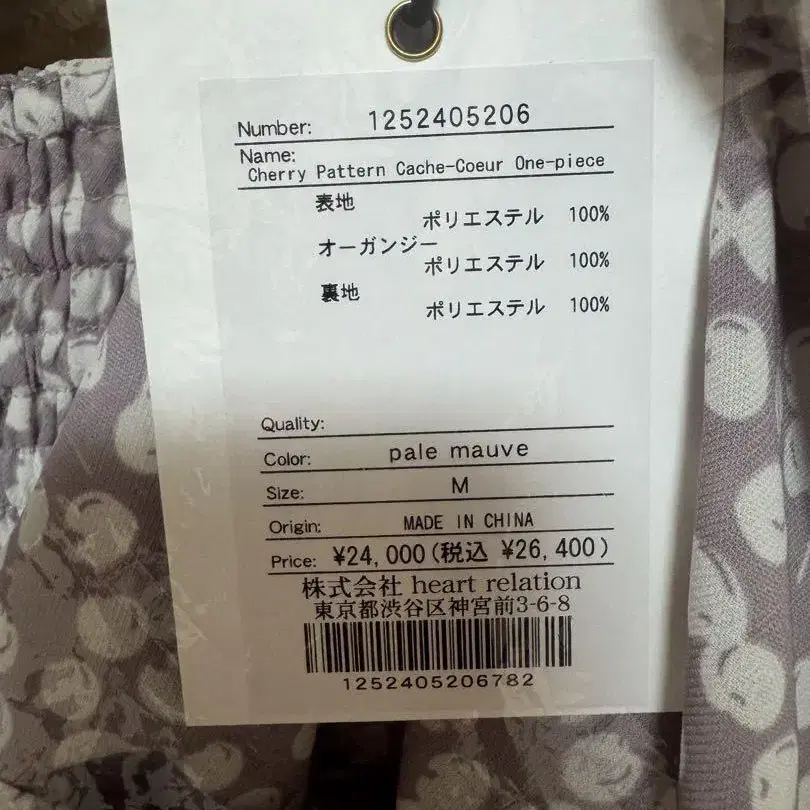 Number: 1252405206
Name:
Cherry Pattern Cache-Coeur One-piece
表地
ポリエステル 100%
オーガンジー
ポリエステル 100%
裏地
ポリエステル 100%
Quality:
Color: pale mauve
Size: M
Origin: MADE IN CHINA
Price: ¥24,000(税込 ¥26,400)
株式会社 heart relation
東京都渋谷区神宮前3-6-8
1252405206782